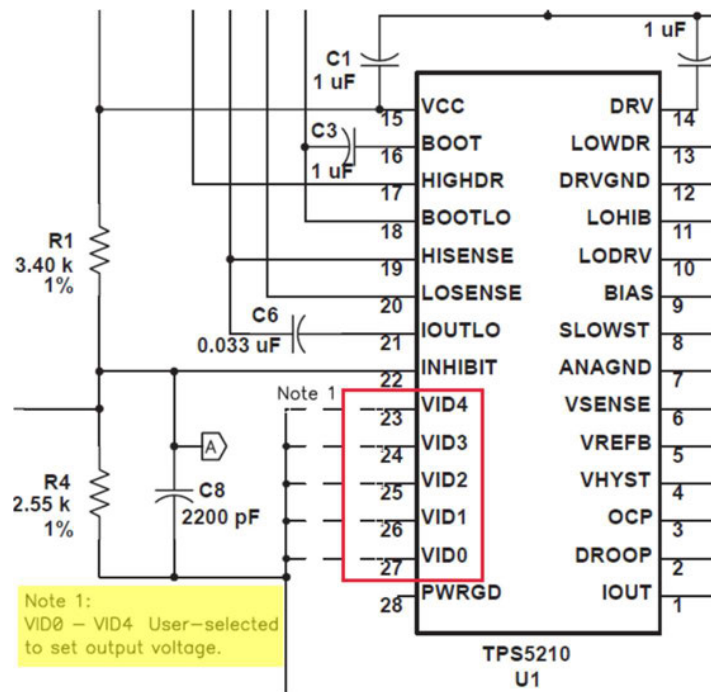 1 uF
C1
1 uF
15 VCC DRV 14
C3
16 BOOT LOWDR 13
1 uF
17 HIGHDR DRVGND 12
18 BOOTLO LOHIB 11
R1
3.40 k
1%
19 HISENSE LODRV 10
20 LOSENSE BIAS 9
C6
0.033 uF
21 IOUTLO SLOWST 8
22 INHIBIT ANAGND 7
Note 1
23 VID4 VSENSE 6
A
24 VID3 VREFB 5
R4
2.55 k
1%
C8
2200 pF
25 VID2 VHYST 4
26 VID1 OCP 3
27 VID0 DROOP 2
28 PWRGD IOUT 1
Note 1:
VID0 - VID4 User-selected
to set output voltage.
TPS5210
U1